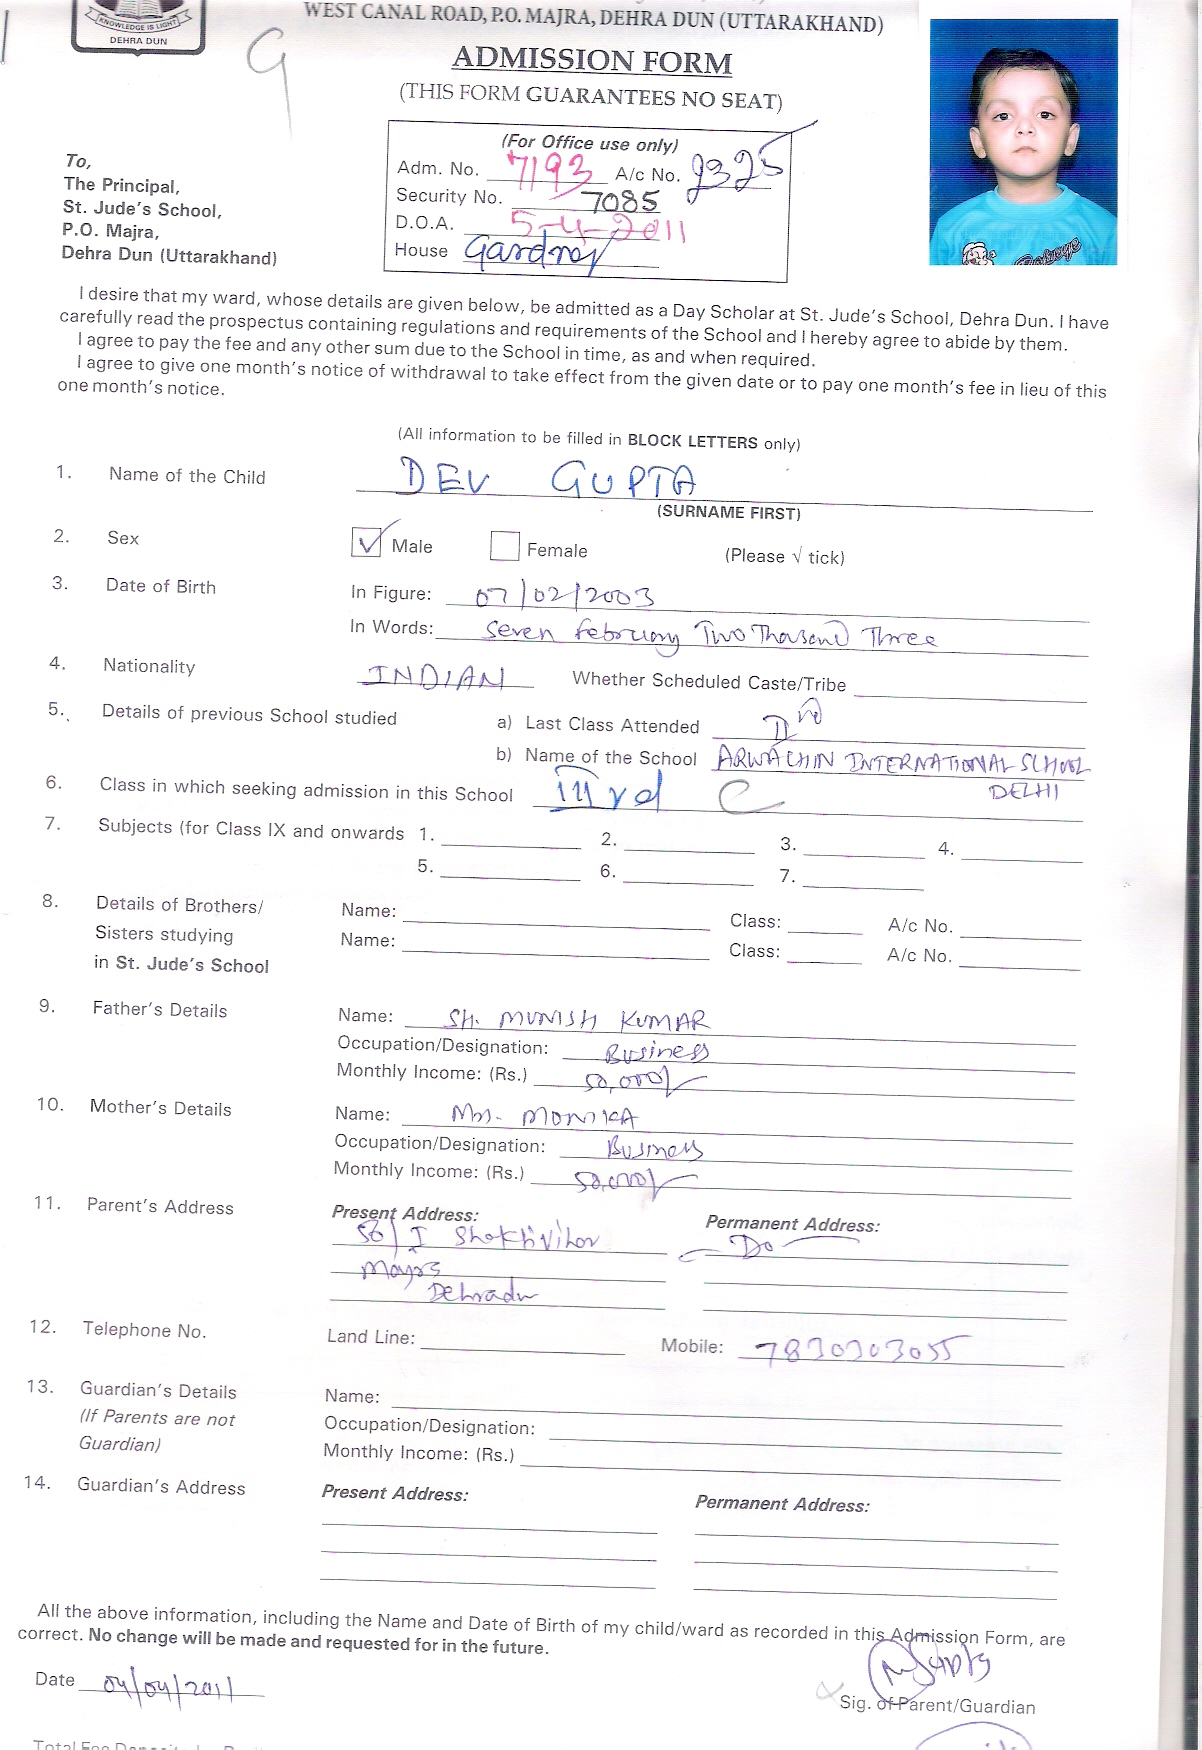 KNOWLEDGE IS LIGHT
DEHRA DUN
WEST CANAL ROAD, P.O. MAJRA, DEHRA DUN (UTTARAKHAND)
ADMISSION FORM
(THIS FORM GUARANTEES NO SEAT)
(For Office use only)
Adm. No. 7193 A/c No. 9325
Security No. 7085
D.O.A. 5-4-2011
House
To,
The Principal,
St. Jude's School,
P.O. Majra,
Dehra Dun (Uttarakhand)
I desire that my ward, whose details are given below, be admitted as a Day Scholar at St. Jude's School, Dehra Dun. I have
carefully read the prospectus containing regulations and requirements of the School and I hereby agree to abide by them.
I agree to pay the fee and any other sum due to the School in time, as and when required.
I agree to give one month's notice of withdrawal to take effect from the given date or to pay one month's fee in lieu of this
one month's notice.
(All information to be filled in BLOCK LETTERS only)
1. Name of the Child DEV GUPTA
(SURNAME FIRST)
2. Sex Male Female (Please √ tick)
3. Date of Birth In Figure: 07/02/2003
In Words: Seven February Two Thousand Three
4. Nationality INDIAN Whether Scheduled Caste/Tribe
5. Details of previous School studied a) Last Class Attended IInd
b) Name of the School ARWACHIN INTERNATIONAL SCHOOL
DELHI
6. Class in which seeking admission in this School IIIrd C
7. Subjects (for Class IX and onwards 1. 2. 3. 4.
5. 6. 7.
8. Details of Brothers/ Name: Class: A/c No.
Sisters studying Name: Class: A/c No.
in St. Jude's School
9. Father's Details Name: SH. MUNISH KUMAR
Occupation/Designation: Business
Monthly Income: (Rs.) 50,000/-
10. Mother's Details Name: Mrs. MONIKA
Occupation/Designation: Business
Monthly Income: (Rs.) 50,000/-
11. Parent's Address Present Address: Permanent Address:
56/I Shakti Vihar Do
Majra
Dehradun
12. Telephone No. Land Line: Mobile: 7830303055
13. Guardian's Details Name:
(If Parents are not Occupation/Designation:
Guardian) Monthly Income: (Rs.)
14. Guardian's Address Present Address: Permanent Address:
All the above information, including the Name and Date of Birth of my child/ward as recorded in this Admission Form, are
correct. No change will be made and requested for in the future.
Date 04/04/2011
Sig. of Parent/Guardian